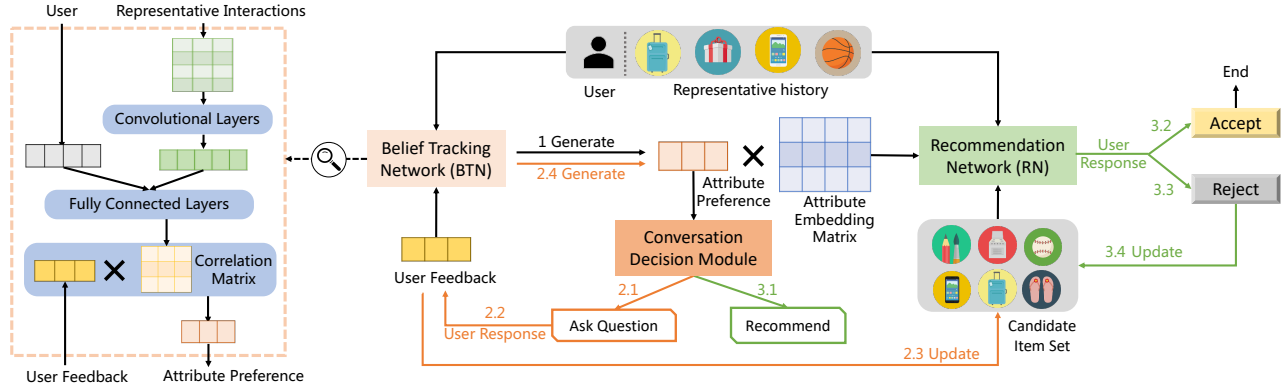 User
Representative Interactions
Convolutional Layers
Fully Connected Layers
Correlation
Matrix
User Feedback
Attribute Preference
User
Representative history
Belief Tracking
Network (BTN)
1 Generate
2.4 Generate
Attribute
Preference
Attribute
Embedding
Matrix
Recommendation
Network (RN)
User
Response
3.2
3.3
End
Accept
Reject
3.4 Update
User Feedback
Conversation
Decision Module
2.1
3.1
2.2
User Response
Ask Question
Recommend
2.3 Update
Candidate
Item Set